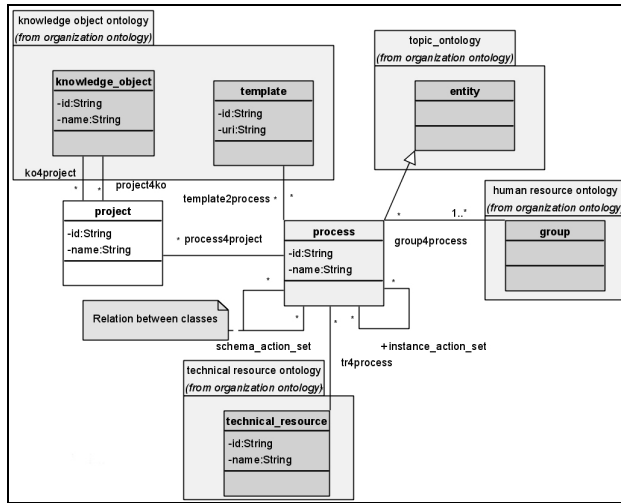 knowledge object ontology
(from organization ontology)
knowledge_object
-id:String
-name:String
template
-id:String
-uri:String
topic_ontology
(from organization ontology)
entity
ko4project
project4ko
* *
template2process * *
project
-id:String
-name:String
* process4project
process
-id:String
-name:String
* 1..*
group4process
human resource ontology
(from organization ontology)
group
Relation between classes
* *
schema_action_set
* *
+instance_action_set
*
tr4process
technical resource ontology
(from organization ontology)
technical_resource
-id:String
-name:String